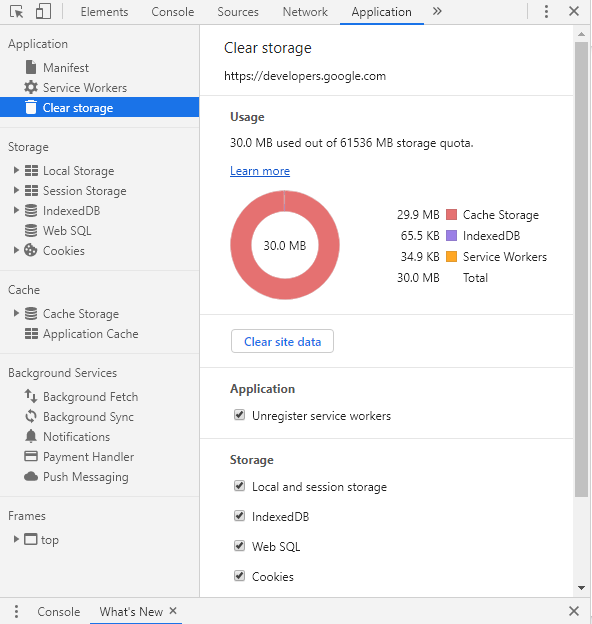 Elements Console Sources Network Application
Application
Manifest
Service Workers
Clear storage
Storage
Local Storage
Session Storage
IndexedDB
Web SQL
Cookies
Cache
Cache Storage
Application Cache
Background Services
Background Fetch
Background Sync
Notifications
Payment Handler
Push Messaging
Frames
top
Clear storage
https://developers.google.com
Usage
30.0 MB used out of 61536 MB storage quota.
Learn more
30.0 MB
29.9 MB Cache Storage
65.5 KB IndexedDB
34.9 KB Service Workers
30.0 MB Total
Clear site data
Application
Unregister service workers
Storage
Local and session storage
IndexedDB
Web SQL
Cookies
Console What's New